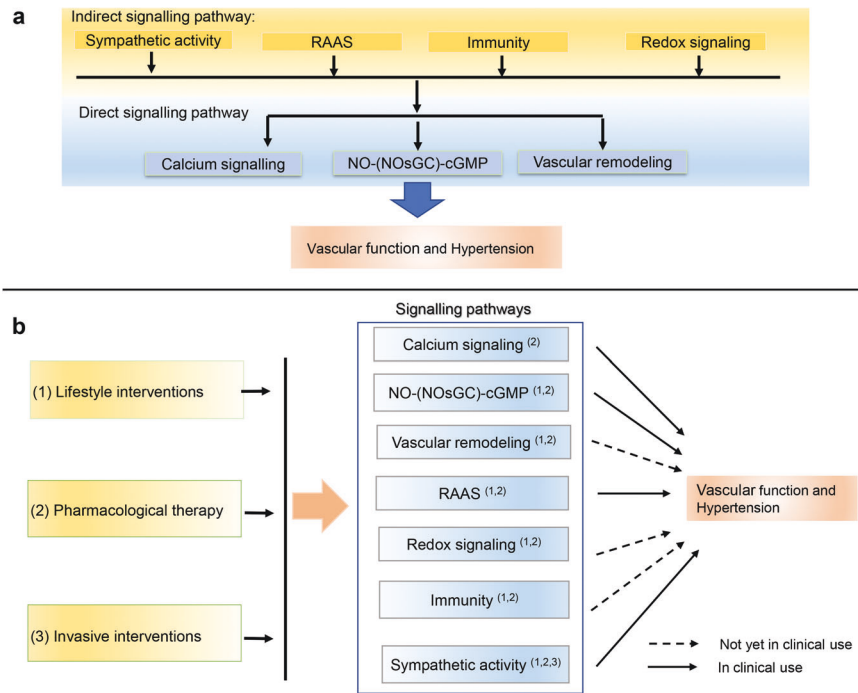 a
Indirect signalling pathway:
Sympathetic activity
RAAS
Immunity
Redox signaling
Direct signalling pathway
Calcium signalling
NO-(NOsGC)-cGMP
Vascular remodeling
Vascular function and Hypertension
b
Signalling pathways
(1) Lifestyle interventions
(2) Pharmacological therapy
(3) Invasive interventions
Calcium signaling (2)
NO-(NOsGC)-cGMP (1,2)
Vascular remodeling (1,2)
RAAS (1,2)
Redox signaling (1,2)
Immunity (1,2)
Sympathetic activity (1,2,3)
Vascular function and
Hypertension
Not yet in clinical use
In clinical use